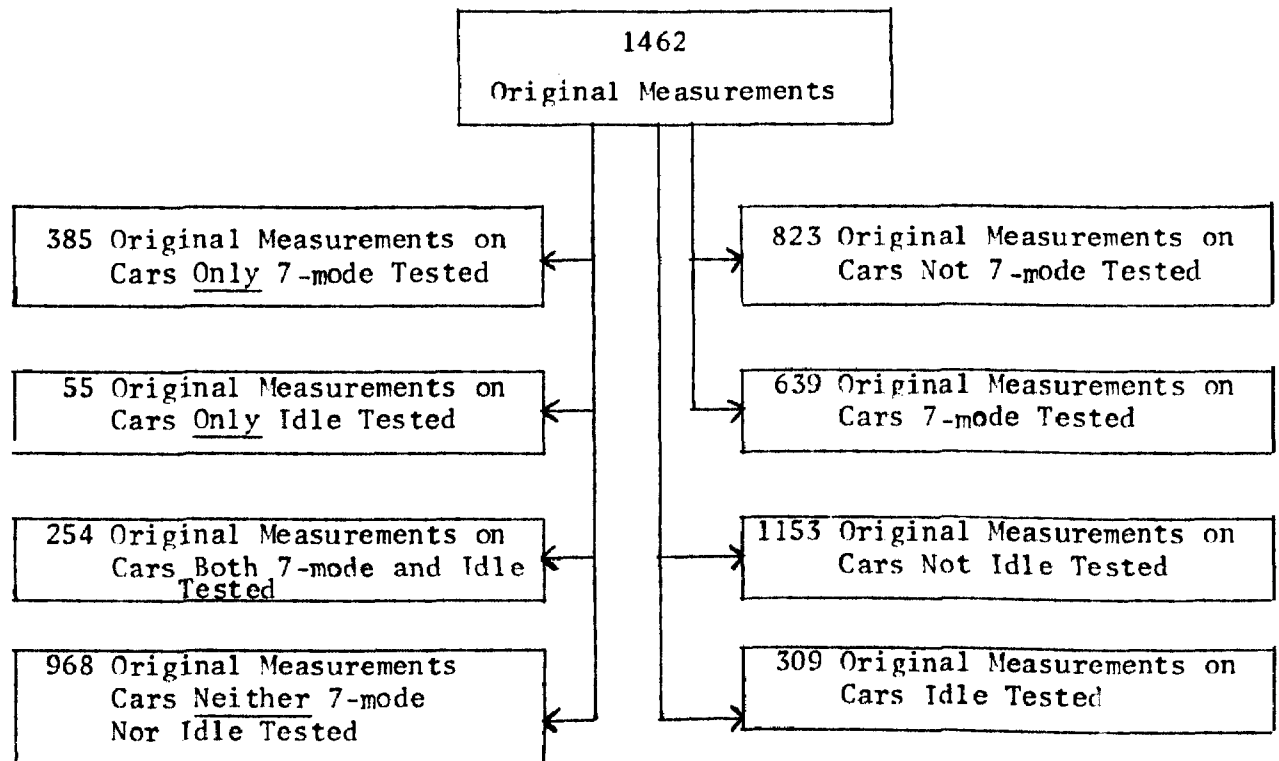 1462
Original Measurements
385 Original Measurements on
Cars Only 7-mode Tested
823 Original Measurements on
Cars Not 7-mode Tested
55 Original Measurements on
Cars Only Idle Tested
639 Original Measurements on
Cars 7-mode Tested
254 Original Measurements on
Cars Both 7-mode and Idle
Tested
1153 Original Measurements on
Cars Not Idle Tested
968 Original Measurements
Cars Neither 7-mode
Nor Idle Tested
309 Original Measurements on
Cars Idle Tested